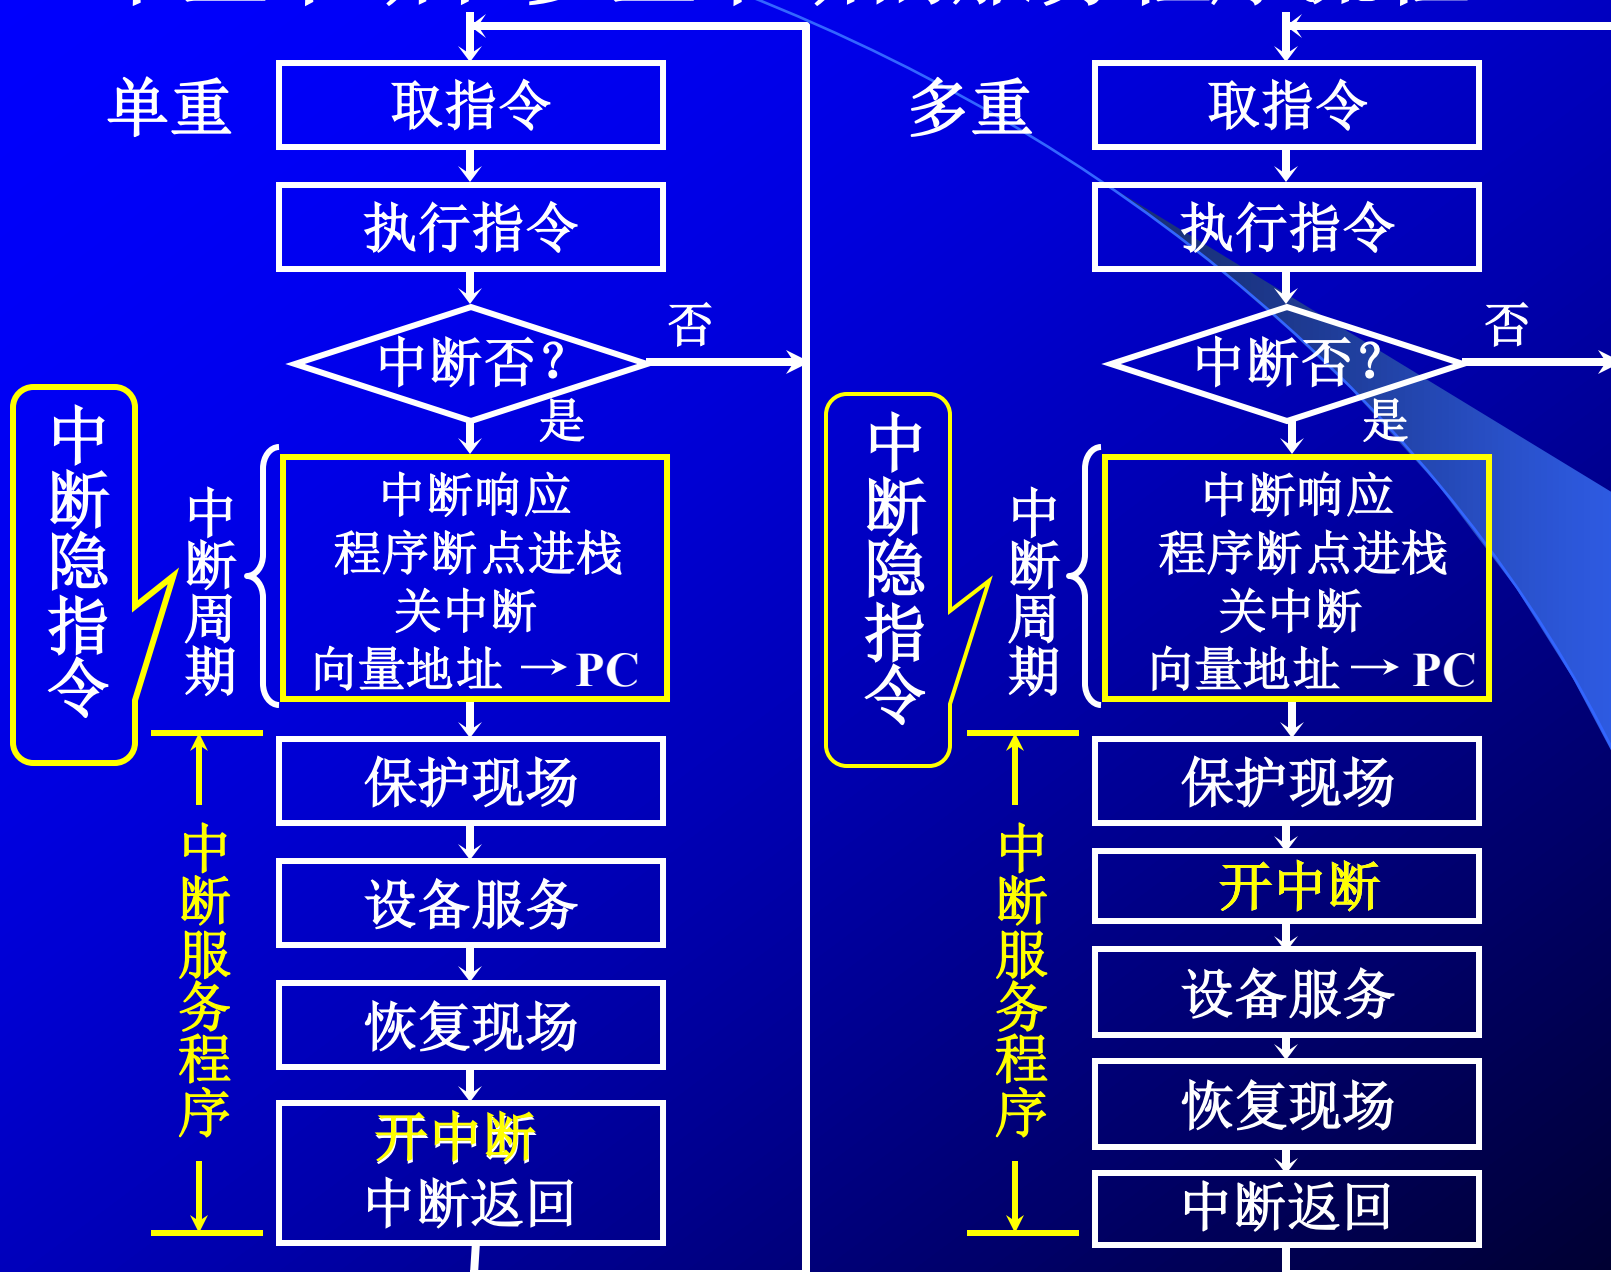 单重
取指令
执行指令
中断否？
否
是
中断隐指令
中断周期
中断响应
程序断点进栈
关中断
向量地址 → PC
保护现场
设备服务
恢复现场
开中断
中断返回
中断服务程序
多重
取指令
执行指令
中断否？
否
是
中断隐指令
中断周期
中断响应
程序断点进栈
关中断
向量地址 → PC
保护现场
开中断
设备服务
恢复现场
中断返回
中断服务程序